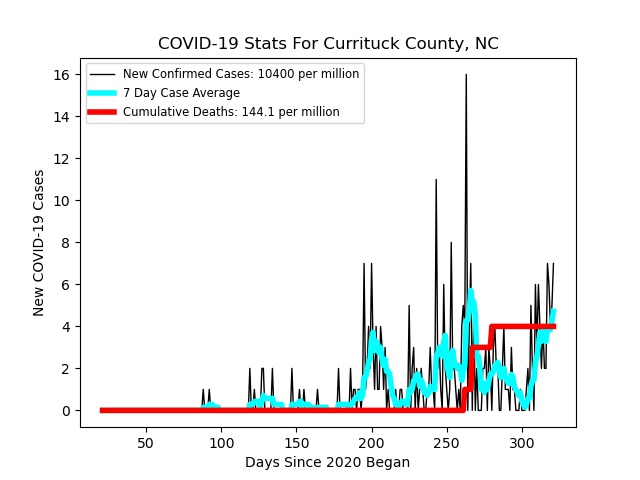 COVID-19 Stats For Currituck County, NC
New Confirmed Cases: 10400 per million
7 Day Case Average
Cumulative Deaths: 144.1 per million
New COVID-19 Cases
16
14
12
10
8
6
4
2
0
50 100 150 200 250 300
Days Since 2020 Began